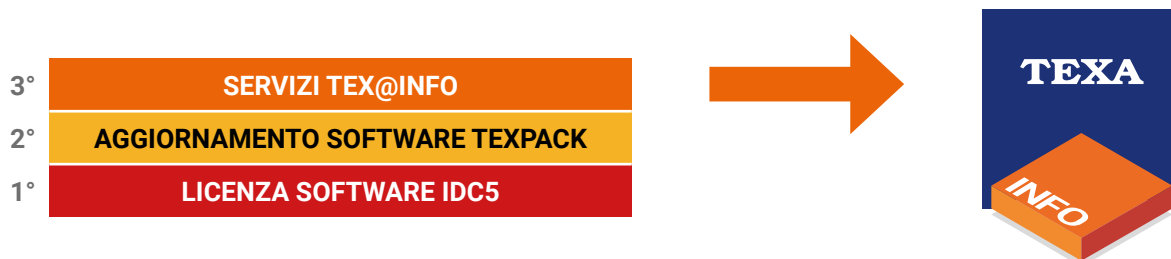 3° SERVIZI TEX@INFO
2° AGGIORNAMENTO SOFTWARE TEXPACK
1° LICENZA SOFTWARE IDC5
TEXA
INFO